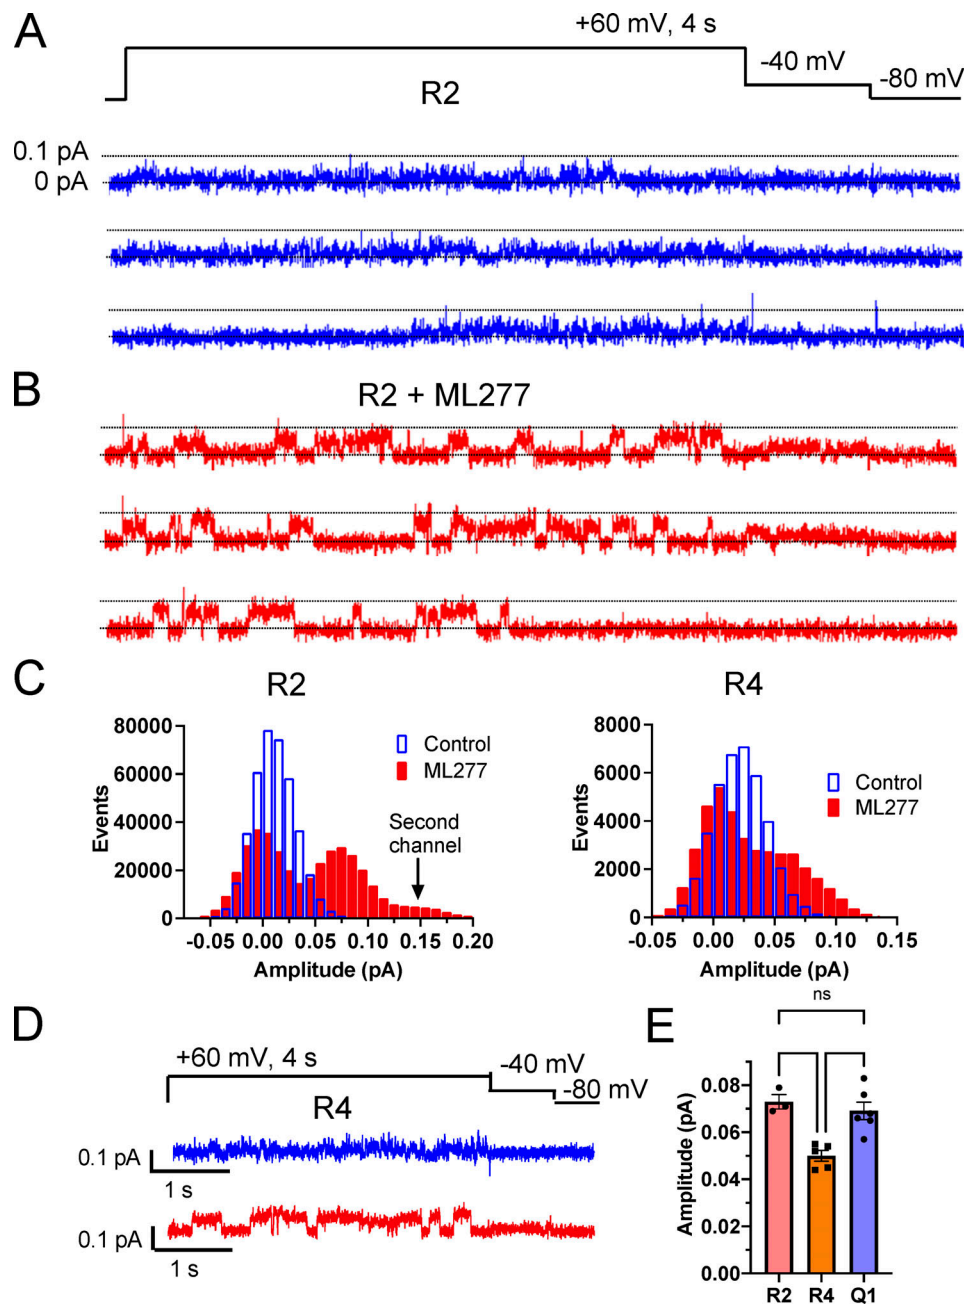 A
+60 mV, 4 s
-40 mV
-80 mV
R2
0.1 pA
0 pA
B
R2 + ML277
C
R2
R4
80000
60000
40000
20000
0
Events
Control
ML277
Second
channel
-0.05 0.00 0.05 0.10 0.15 0.20
Amplitude (pA)
8000
6000
4000
2000
0
Events
Control
ML277
-0.05 0.00 0.05 0.10 0.15
Amplitude (pA)
D
+60 mV, 4 s
-40 mV
-80 mV
R4
0.1 pA
1 s
0.1 pA
1 s
E
ns
0.08
0.06
0.04
0.02
0.00
Amplitude (pA)
R2 R4 Q1